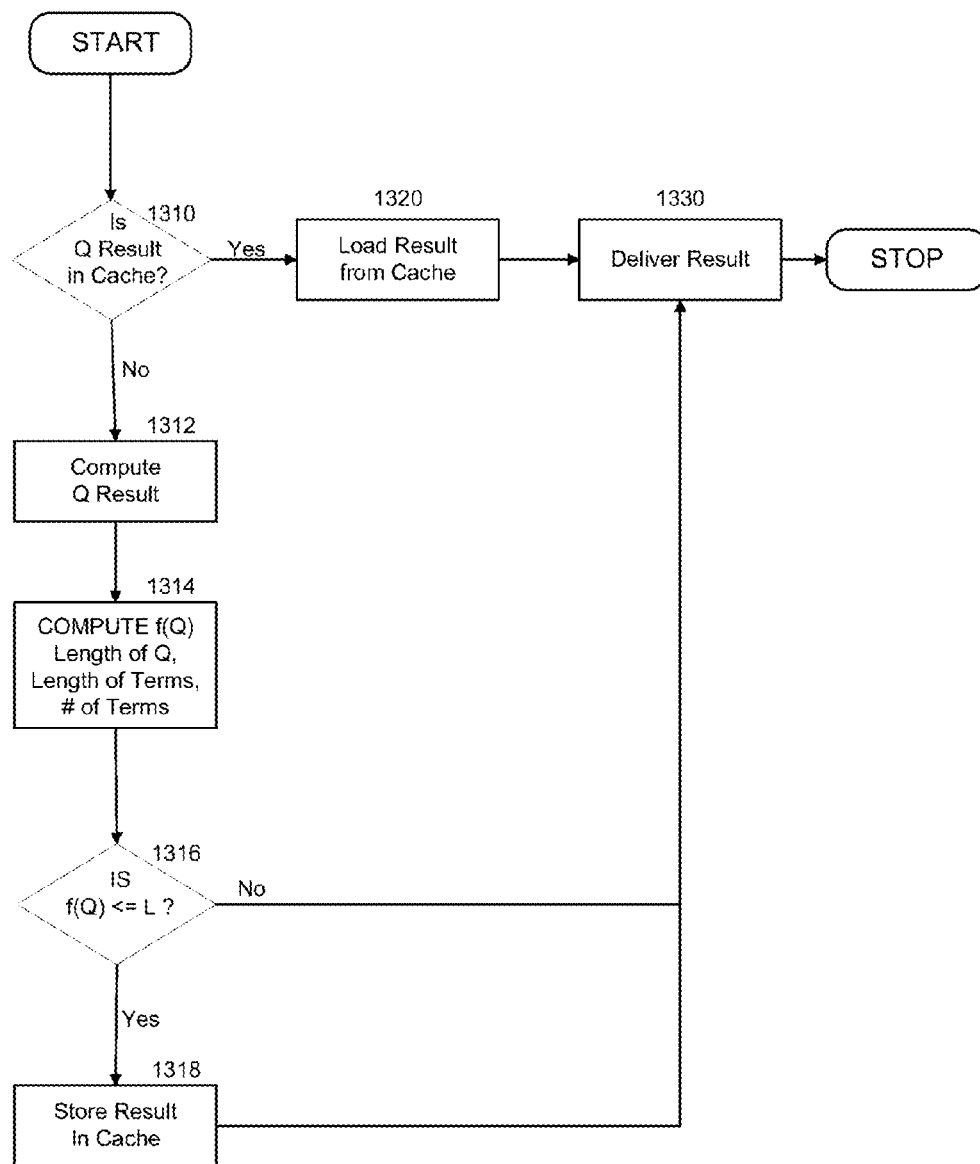 START
1310
Is
Q Result
in Cache?
Yes
1320
Load Result
from Cache
1330
Deliver Result
STOP
No
1312
Compute
Q Result
1314
COMPUTE f(Q)
Length of Q,
Length of Terms,
# of Terms
1316
IS
f(Q) <= L ?
No
Yes
1318
Store Result
In Cache